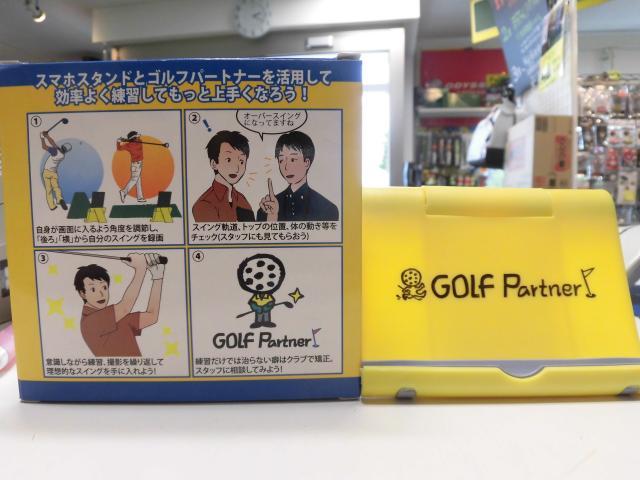 スマホスタンドとゴルフパートナーを活用して
効率よく練習してもっと上手くなろう！
①
自身が画面に入るよう角度を調節し、
「後ろ」「横」から自分のスイングを録画
②
！
オーバースイング
になってますね
スイング軌道、トップの位置、体の動き等を
チェック(スタッフにも見てもらおう)
③
意識しながら練習、撮影を繰り返して
理想的なスイングを手に入れよう！
④
GOLF Partner
練習だけでは治らない癖はクラブで矯正。
スタッフに相談してみよう！
GOLF Partner
ODYSSEY